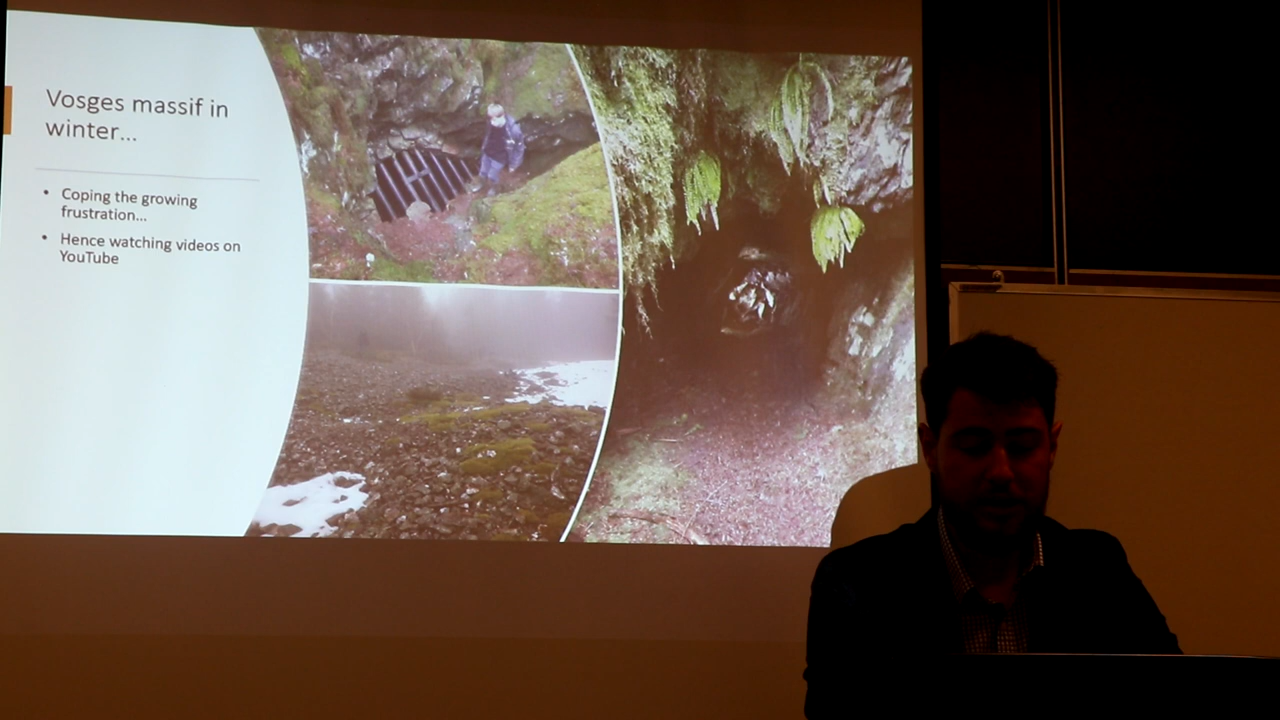 Vosges massif in
winter...
• Coping the growing
frustration...
• Hence watching videos on
YouTube